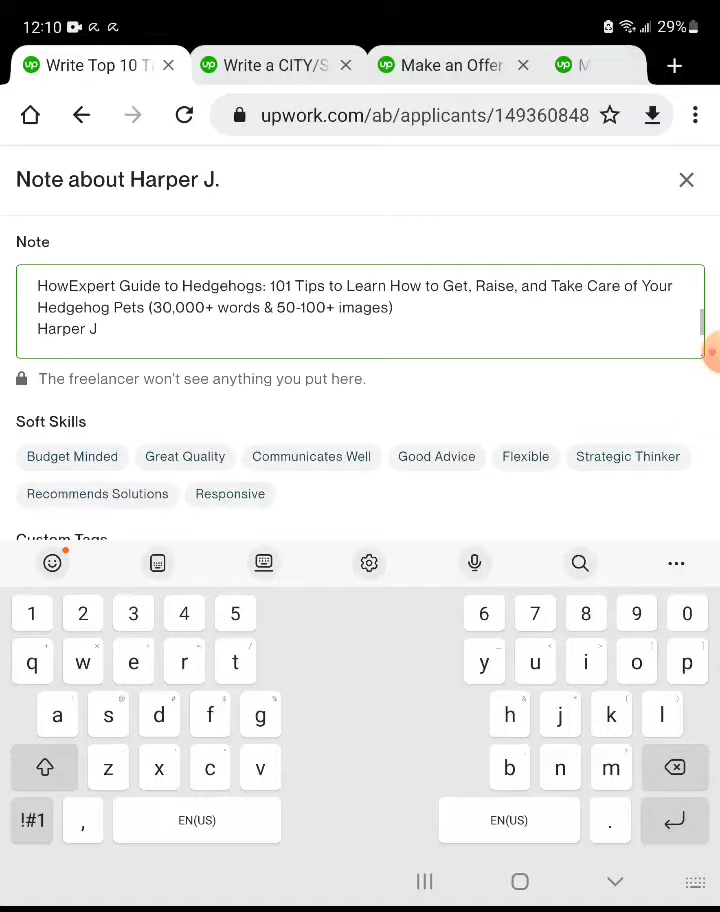 12:10 29%
Write Top 10 T Write a CITY/S Make an Offer M
upwork.com/ab/applicants/149360848
Note about Harper J.
Note
HowExpert Guide to Hedgehogs: 101 Tips to Learn How to Get, Raise, and Take Care of Your
Hedgehog Pets (30,000+ words & 50-100+ images)
Harper J
The freelancer won't see anything you put here.
Soft Skills
Budget Minded Great Quality Communicates Well Good Advice Flexible Strategic Thinker
Recommends Solutions Responsive
Custom Tags
1 2 3 4 5 6 7 8 9 0
q w e r t y u i o p
a s d f g h j k l
z x c v b n m
!#1 , EN(US) EN(US) .